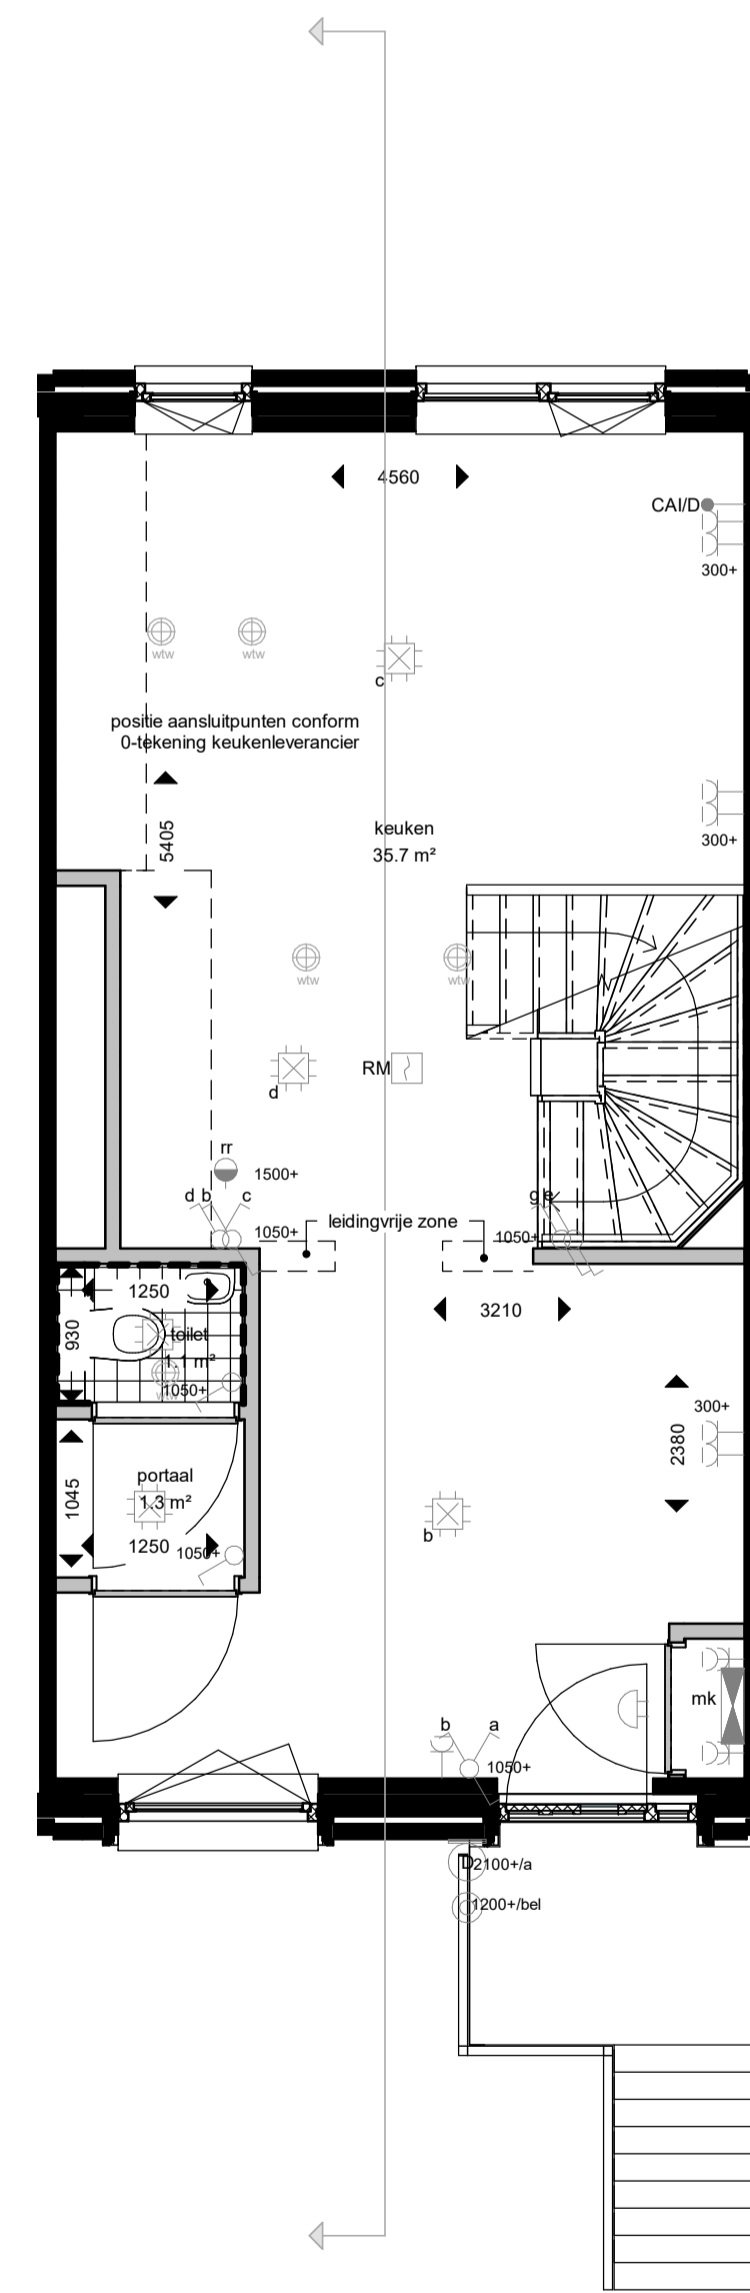 4560
CAI/D
300+
wtw
wtw
c
positie aansluitpunten conform
0-tekening keukenleverancier
5405
keuken
35.7 m²
300+
wtw
wtw
d
RM
rr
1500+
d b
c
1050+
leidingvrije zone
g e
1050+
1250
3210
930
toilet
1.1 m²
wtw
1050+
300+
2380
1045
portaal
1.3 m²
1250
1050+
b
mk
b
a
1050+
D
2100+/a
1200+/bel